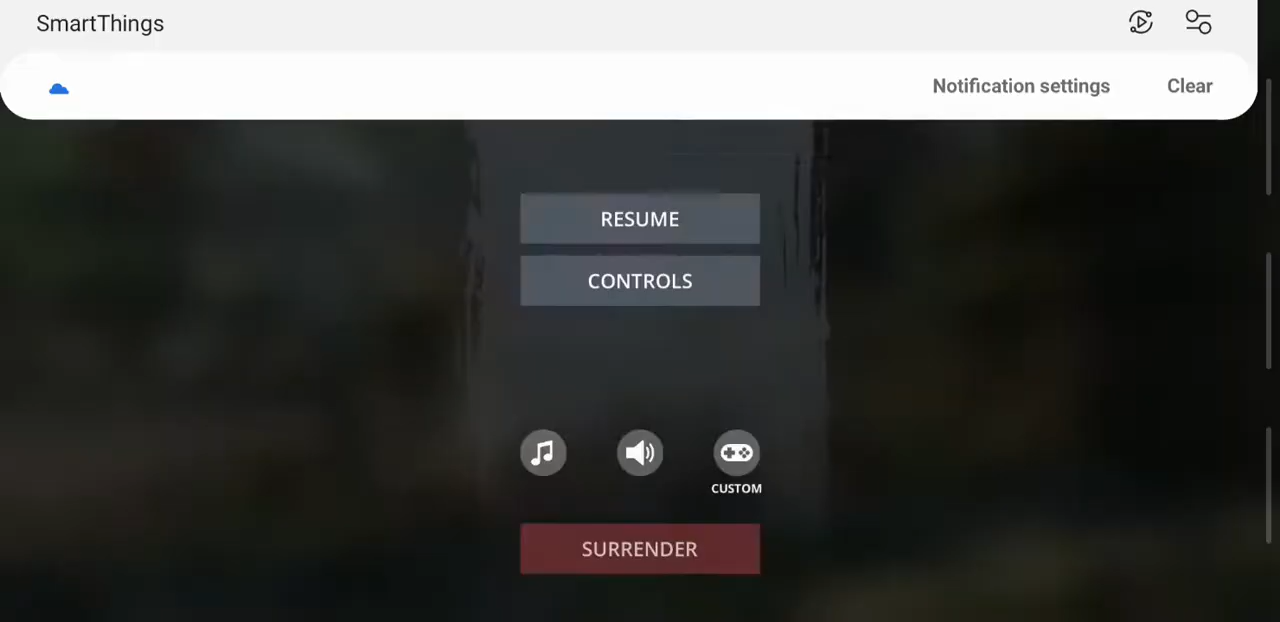 SmartThings
Notification settings Clear
RESUME
CONTROLS
CUSTOM
SURRENDER